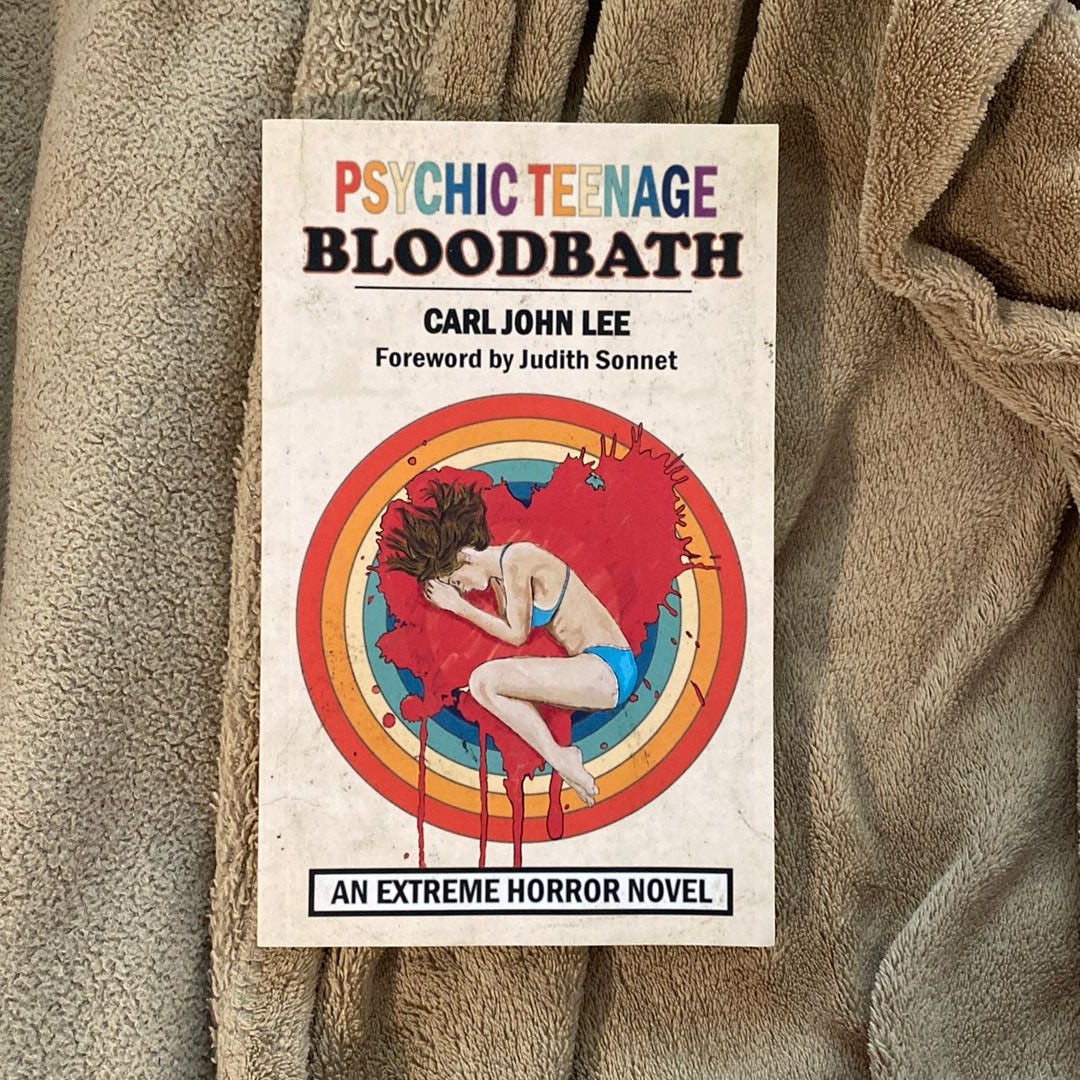 PSYCHIC TEENAGE
BLOODBATH
CARL JOHN LEE
Foreword by Judith Sonnet
AN EXTREME HORROR NOVEL